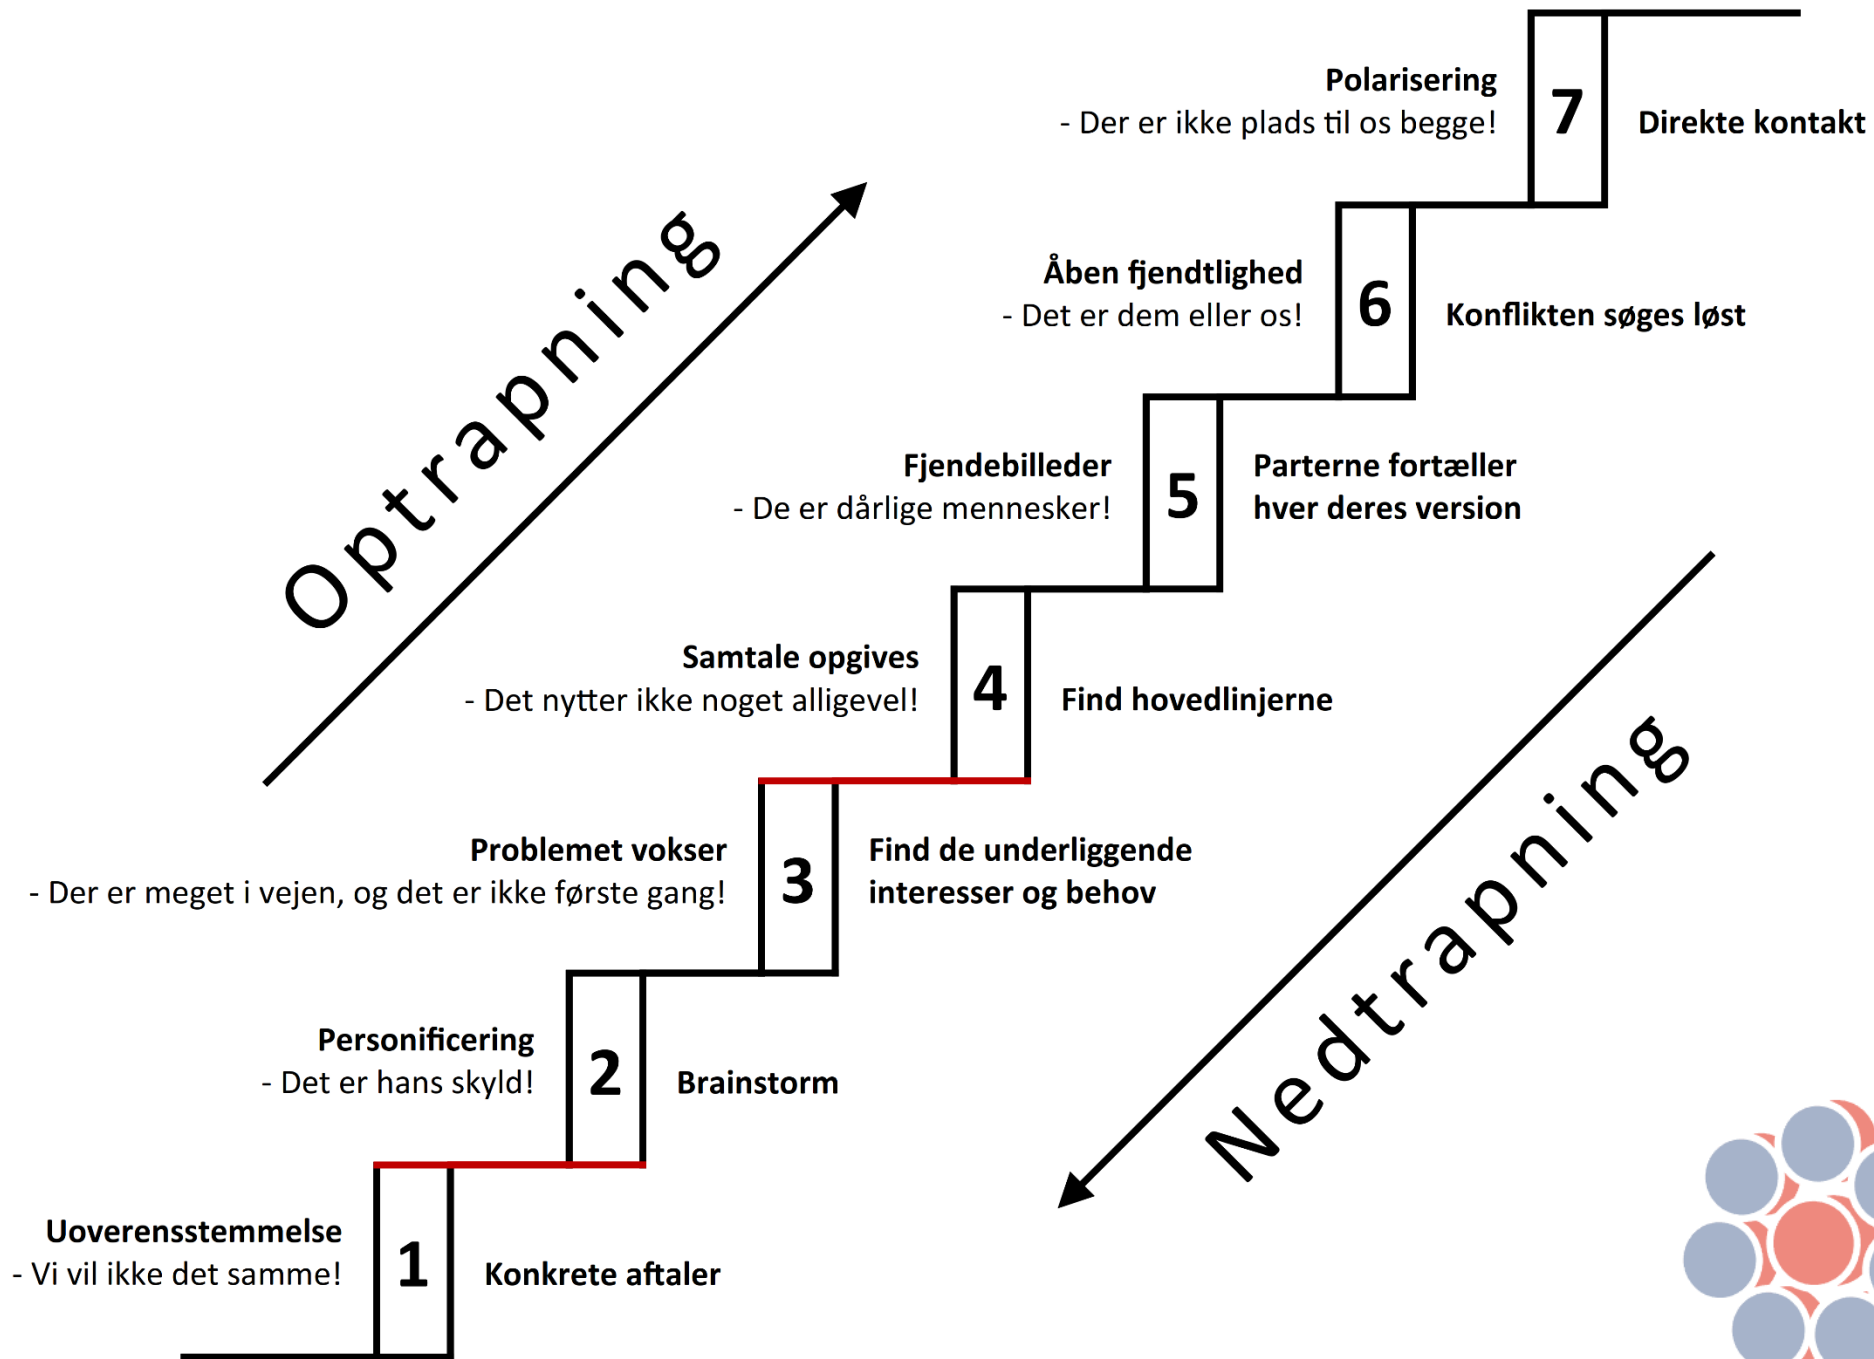 Polarisering
- Der er ikke plads til os begge!
7
Direkte kontakt
Åben fjendtlighed
- Det er dem eller os!
6
Konflikten søges løst
Fjendebilleder
- De er dårlige mennesker!
5
Parterne fortæller
hver deres version
Samtale opgives
- Det nytter ikke noget alligevel!
4
Find hovedlinjerne
Problemet vokser
- Der er meget i vejen, og det er ikke første gang!
3
Find de underliggende
interesser og behov
Personificering
- Det er hans skyld!
2
Brainstorm
Uoverensstemmelse
- Vi vil ikke det samme!
1
Konkrete aftaler
Optrapning
Nedtrapning